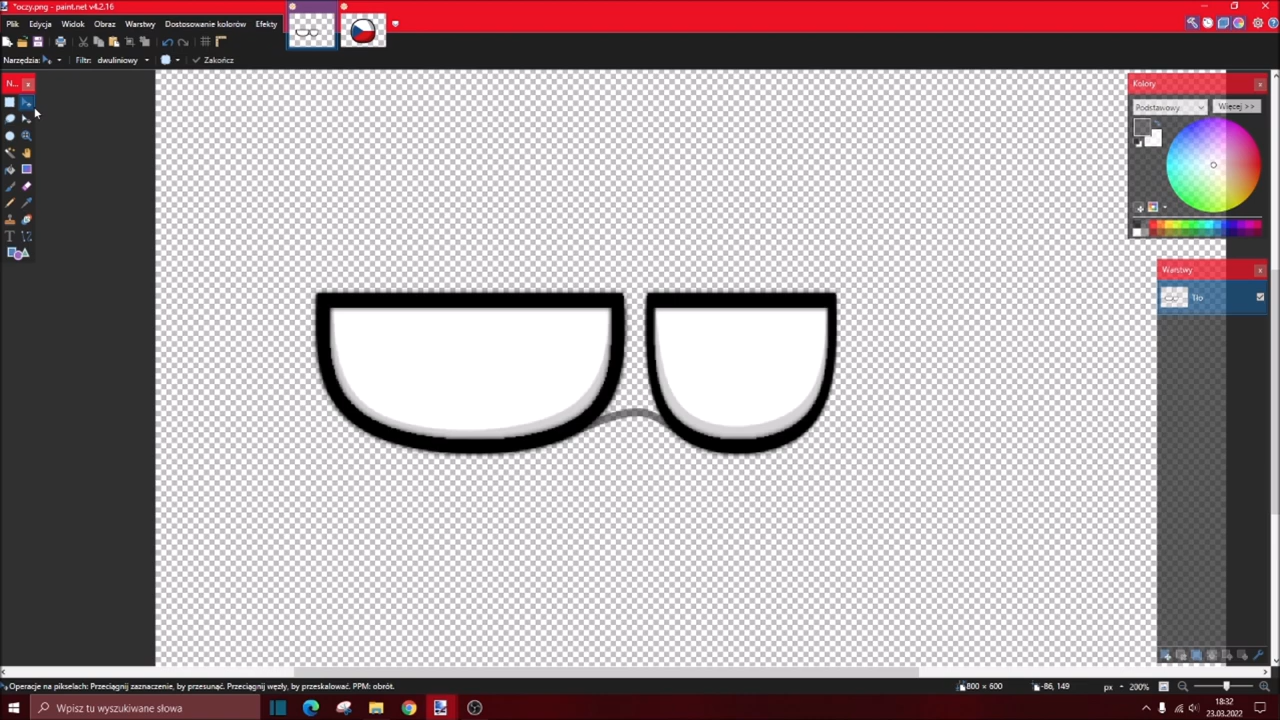 *oczy.png - paint.net v4.2.16
Plik Edycja Widok Obraz Warstwy Dostosowanie kolorów Efekty
Narzędzia: Filtr: dwuliniowy Zakończ
N...
Kolory
Podstawowy Więcej >>
Warstwy
Tło
Operacje na pikselach: Przeciągnij zaznaczenie, by przesunąć. Przeciągnij węzły, by przeskalować. PPM: obrót.
800 × 600 -86, 149 px 200%
Wpisz tu wyszukiwane słowa
18:32
23.03.2022